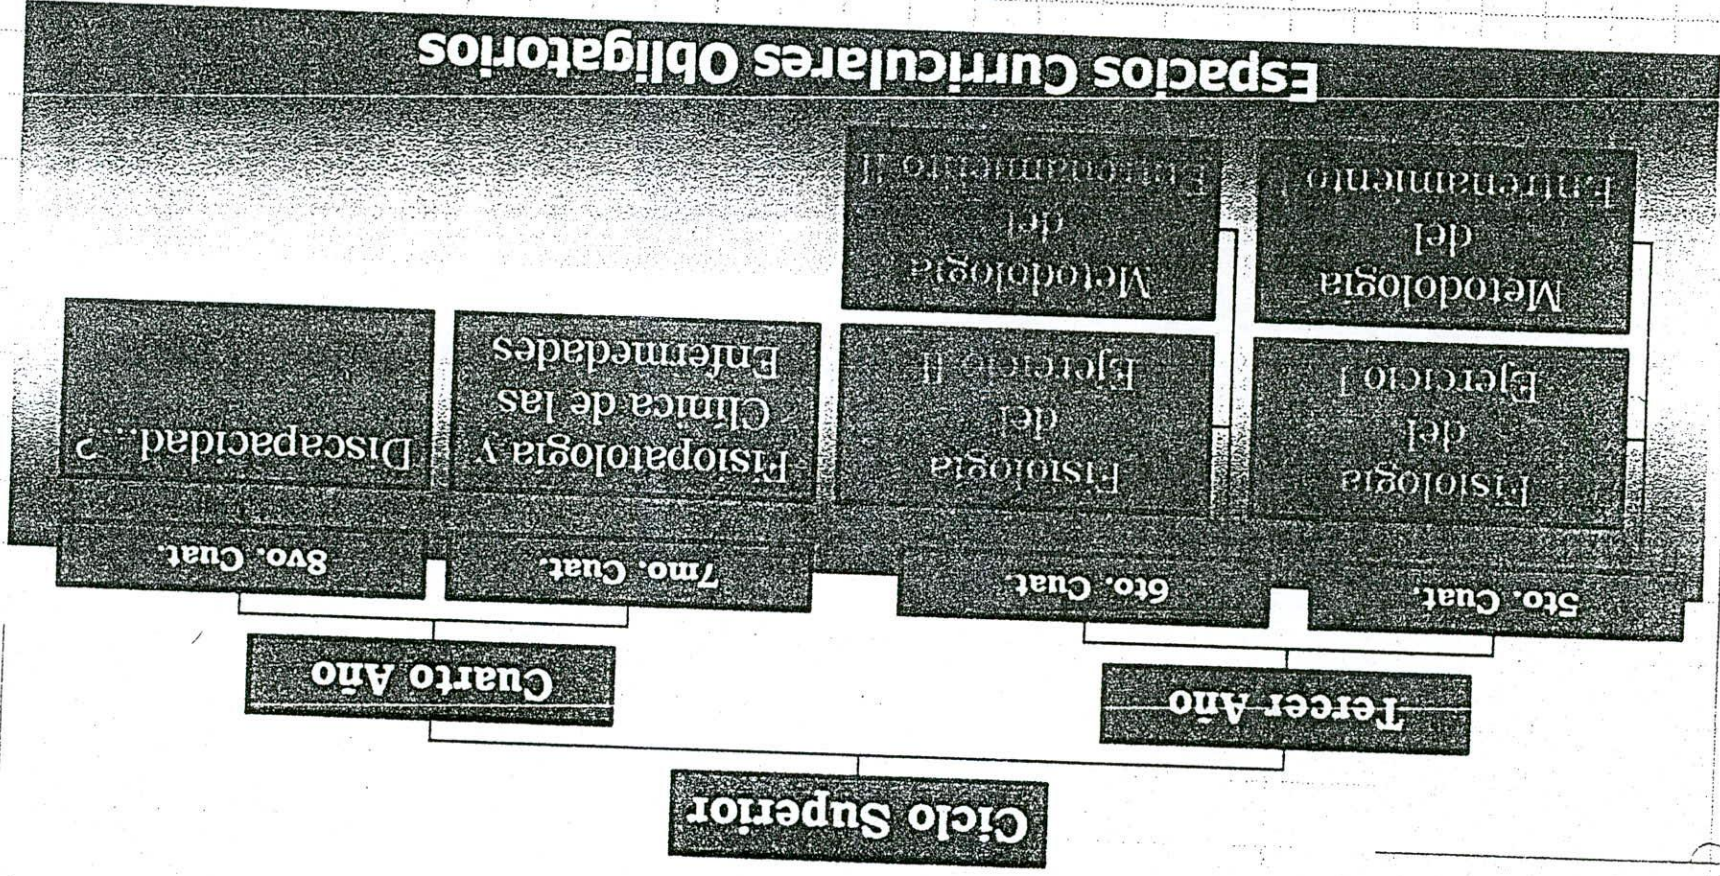 Ciclo Superior
Tercer Año
Cuarto Año
5to. Cuat.
6to. Cuat.
7mo. Cuat.
8vo. Cuat.
Fisiología
del
Ejercicio I
Metodología
del
Entrenamiento I
Fisiología
del
Ejercicio II
Metodología
del
Entrenamiento II
Fisiopatología y
Clínica de las
Enfermedades
Discapacidad...?
Espacios Curriculares Obligatorios